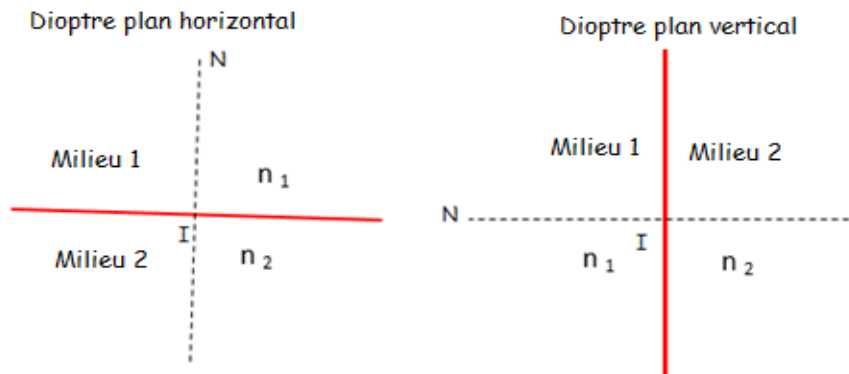 Dioptre plan horizontal
N
Milieu 1
n 1
I
Milieu 2
n 2
Dioptre plan vertical
Milieu 1
Milieu 2
N
I
n 1
n 2